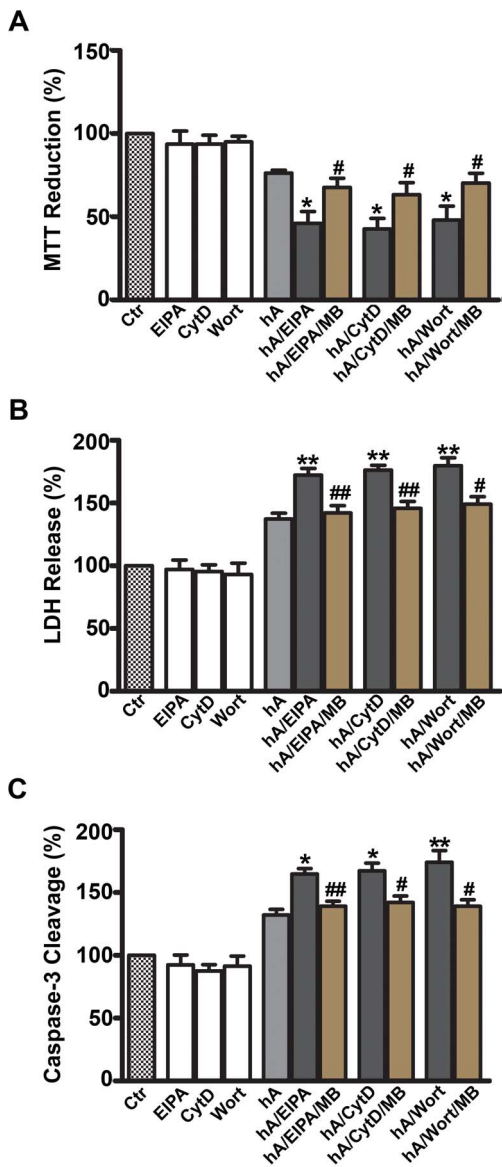 A
MTT Reduction (%)
150
100
50
0
* # * # * #
Ctr
EIPA
CytD
Wort
hA
hA/EIPA
hA/EIPA/MB
hA/CytD
hA/CytD/MB
hA/Wort
hA/Wort/MB
B
LDH Release (%)
200
150
100
50
0
** ## ** ## ** #
Ctr
EIPA
CytD
Wort
hA
hA/EIPA
hA/EIPA/MB
hA/CytD
hA/CytD/MB
hA/Wort
hA/Wort/MB
C
Caspase-3 Cleavage (%)
200
150
100
50
0
* ## * # ** #
Ctr
EIPA
CytD
Wort
hA
hA/EIPA
hA/EIPA/MB
hA/CytD
hA/CytD/MB
hA/Wort
hA/Wort/MB